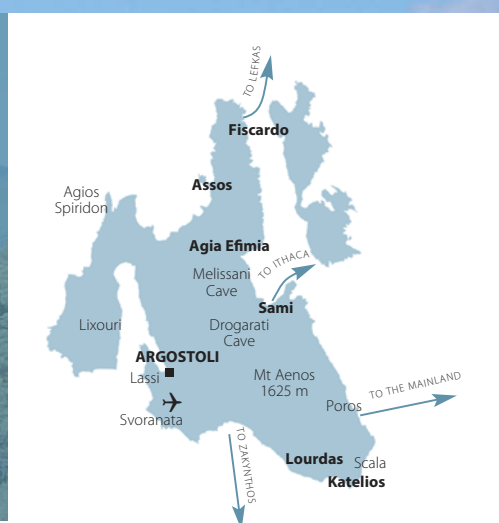 TO LEFKAS
Fiscardo
Assos
Agios
Spiridon
Agia Efimia
Melissani
Cave
TO ITHACA
Sami
Lixouri
Drogarati
Cave
ARGOSTOLI
Lassi
Mt Aenos
1625 m
TO THE MAINLAND
Poros
Svoranata
TO ZAKYNTHOS
Lourdas
Scala
Katelios